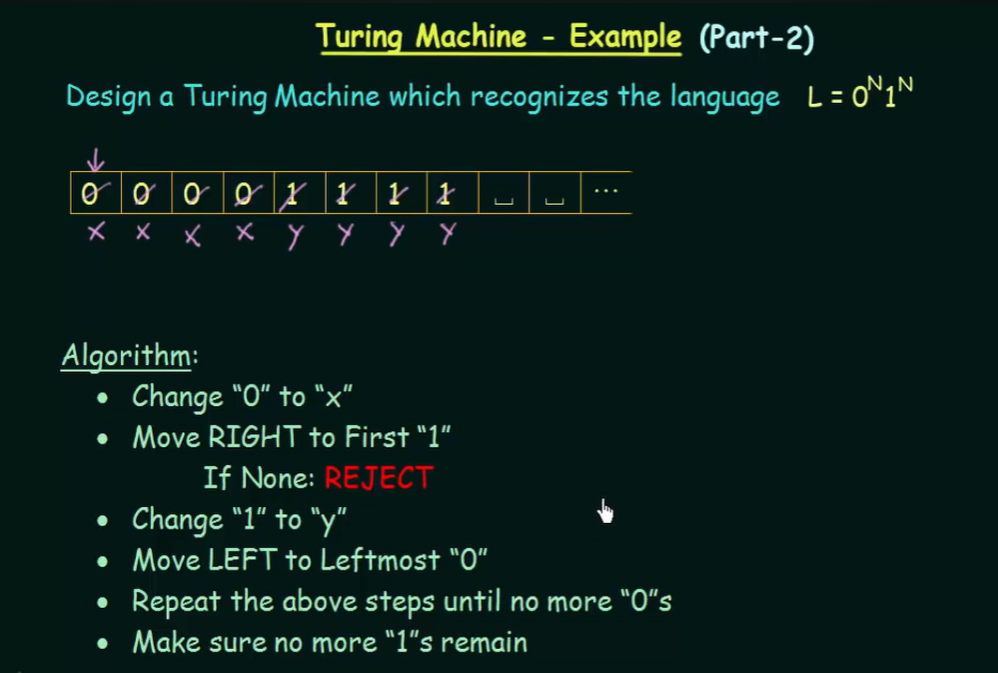 Turing Machine - Example (Part-2)
Design a Turing Machine which recognizes the language L = 0ᴺ1ᴺ
0 0 0 0 1 1 1 1 ␣ ␣ ...
x x x x y y y y
Algorithm:
• Change “0” to “x”
• Move RIGHT to First “1”
If None: REJECT
• Change “1” to “y”
• Move LEFT to Leftmost “0”
• Repeat the above steps until no more “0”s
• Make sure no more “1”s remain